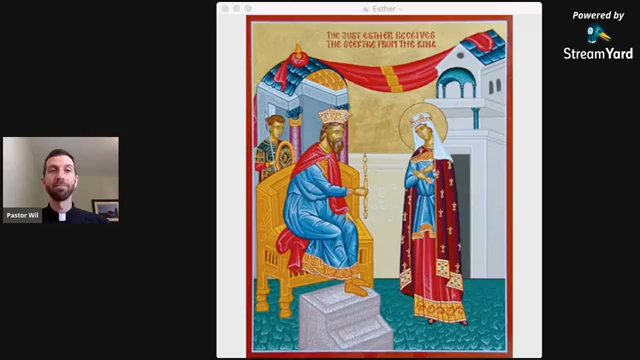 Esther
THE JUST ESTHER RECEIVES
THE SCEPTRE FROM THE KING
Powered by
StreamYard
Pastor Wil